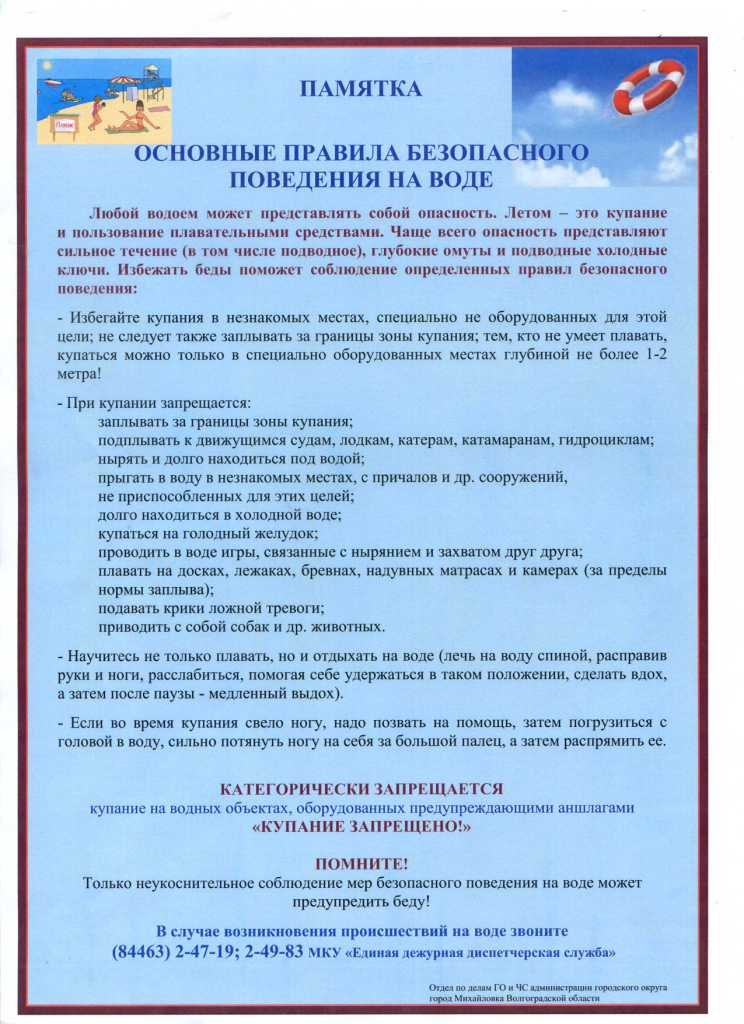 Пляж
ПАМЯТКА
ОСНОВНЫЕ ПРАВИЛА БЕЗОПАСНОГО
ПОВЕДЕНИЯ НА ВОДЕ
Любой водоем может представлять собой опасность. Летом – это купание
и пользование плавательными средствами. Чаще всего опасность представляют
сильное течение (в том числе подводное), глубокие омуты и подводные холодные
ключи. Избежать беды поможет соблюдение определенных правил безопасного
поведения:
- Избегайте купания в незнакомых местах, специально не оборудованных для этой
цели; не следует также заплывать за границы зоны купания; тем, кто не умеет плавать,
купаться можно только в специально оборудованных местах глубиной не более 1-2
метра!
- При купании запрещается:
заплывать за границы зоны купания;
подплывать к движущимся судам, лодкам, катерам, катамаранам, гидроциклам;
нырять и долго находиться под водой;
прыгать в воду в незнакомых местах, с причалов и др. сооружений,
не приспособленных для этих целей;
долго находиться в холодной воде;
купаться на голодный желудок;
проводить в воде игры, связанные с нырянием и захватом друг друга;
плавать на досках, лежаках, бревнах, надувных матрасах и камерах (за пределы
нормы заплыва);
подавать крики ложной тревоги;
приводить с собой собак и др. животных.
- Научитесь не только плавать, но и отдыхать на воде (лечь на воду спиной, расправив
руки и ноги, расслабиться, помогая себе удержаться в таком положении, сделать вдох,
а затем после паузы - медленный выдох).
- Если во время купания свело ногу, надо позвать на помощь, затем погрузиться с
головой в воду, сильно потянуть ногу на себя за большой палец, а затем распрямить ее.
КАТЕГОРИЧЕСКИ ЗАПРЕЩАЕТСЯ
купание на водных объектах, оборудованных предупреждающими аншлагами
«КУПАНИЕ ЗАПРЕЩЕНО!»
ПОМНИТЕ!
Только неукоснительное соблюдение мер безопасного поведения на воде может
предупредить беду!
В случае возникновения происшествий на воде звоните
(84463) 2-47-19; 2-49-83 МКУ «Единая дежурная диспетчерская служба»
Отдел по делам ГО и ЧС администрации городского округа
город Михайловка Волгоградской области